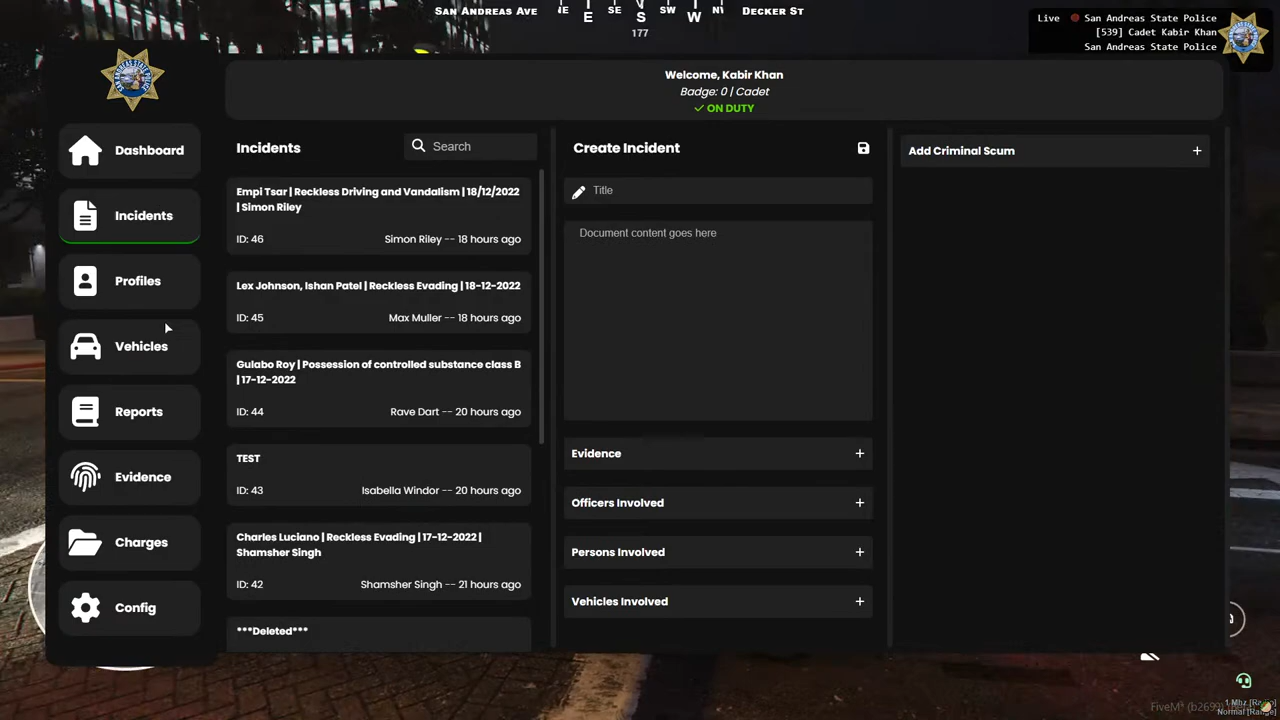 San Andreas Ave
E
SE
S
SW
W
Decker St
177
Live
San Andreas State Police
[539] Cadet Kabir Khan
San Andreas State Police
Welcome, Kabir Khan
Badge: 0 | Cadet
ON DUTY
Dashboard
Incidents
Profiles
Vehicles
Reports
Evidence
Charges
Config
Incidents
Search
Empi Tsar | Reckless Driving and Vandalism | 18/12/2022
| Simon Riley
ID: 46
Simon Riley -- 18 hours ago
Lex Johnson, Ishan Patel | Reckless Evading | 18-12-2022
ID: 45
Max Muller -- 18 hours ago
Gulabo Roy | Possession of controlled substance class B
| 17-12-2022
ID: 44
Rave Dart -- 20 hours ago
TEST
ID: 43
Isabella Windor -- 20 hours ago
Charles Luciano | Reckless Evading | 17-12-2022 |
Shamsher Singh
ID: 42
Shamsher Singh -- 21 hours ago
***Deleted***
Create Incident
Title
Document content goes here
Evidence
Officers Involved
Persons Involved
Vehicles Involved
Add Criminal Scum